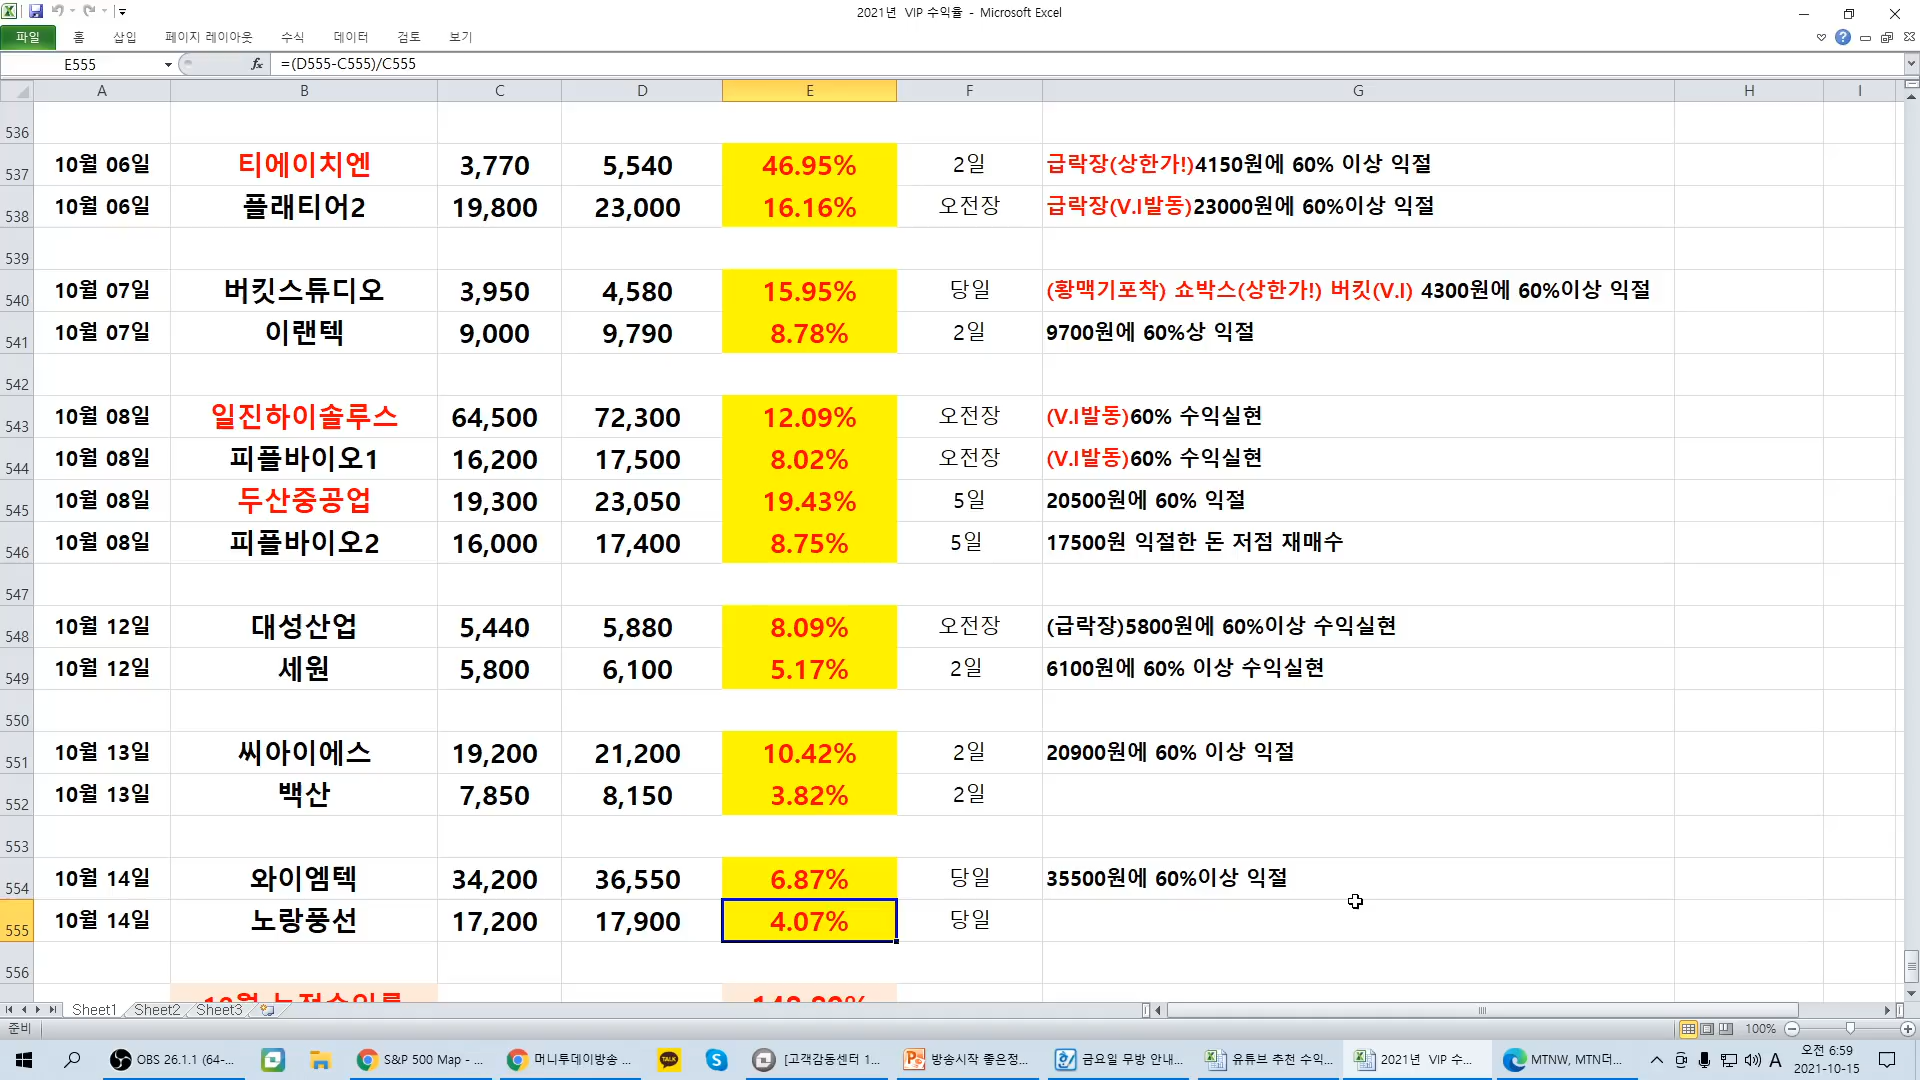 2021년 VIP 수익율 - Microsoft Excel
파일 홈 삽입 페이지 레이아웃 수식 데이터 검토 보기
E555 fx =(D555-C555)/C555
A B C D E F G H I
536
537 10월 06일 티에이치엔 3,770 5,540 46.95% 2일 급락장(상한가!)4150원에 60% 이상 익절
538 10월 06일 플래티어2 19,800 23,000 16.16% 오전장 급락장(V.I발동)23000원에 60%이상 익절
539
540 10월 07일 버킷스튜디오 3,950 4,580 15.95% 당일 (황맥기포착) 쇼박스(상한가!) 버킷(V.I) 4300원에 60%이상 익절
541 10월 07일 이랜텍 9,000 9,790 8.78% 2일 9700원에 60%상 익절
542
543 10월 08일 일진하이솔루스 64,500 72,300 12.09% 오전장 (V.I발동)60% 수익실현
544 10월 08일 피플바이오1 16,200 17,500 8.02% 오전장 (V.I발동)60% 수익실현
545 10월 08일 두산중공업 19,300 23,050 19.43% 5일 20500원에 60% 익절
546 10월 08일 피플바이오2 16,000 17,400 8.75% 5일 17500원 익절한 돈 저점 재매수
547
548 10월 12일 대성산업 5,440 5,880 8.09% 오전장 (급락장)5800원에 60%이상 수익실현
549 10월 12일 세원 5,800 6,100 5.17% 2일 6100원에 60% 이상 수익실현
550
551 10월 13일 씨아이에스 19,200 21,200 10.42% 2일 20900원에 60% 이상 익절
552 10월 13일 백산 7,850 8,150 3.82% 2일
553
554 10월 14일 와이엠텍 34,200 36,550 6.87% 당일 35500원에 60%이상 익절
555 10월 14일 노랑풍선 17,200 17,900 4.07% 당일
556
Sheet1 Sheet2 Sheet3
준비 100%
OBS 26.1.1 (64-... S&P 500 Map - ... 머니투데이방송 ... TALK [고객감동센터 1... 방송시작 좋은정... 금요일 무방 안내... 유튜브 추천 수익... 2021년 VIP 수... MTNW, MTN더... A 오전 6:59
2021-10-15